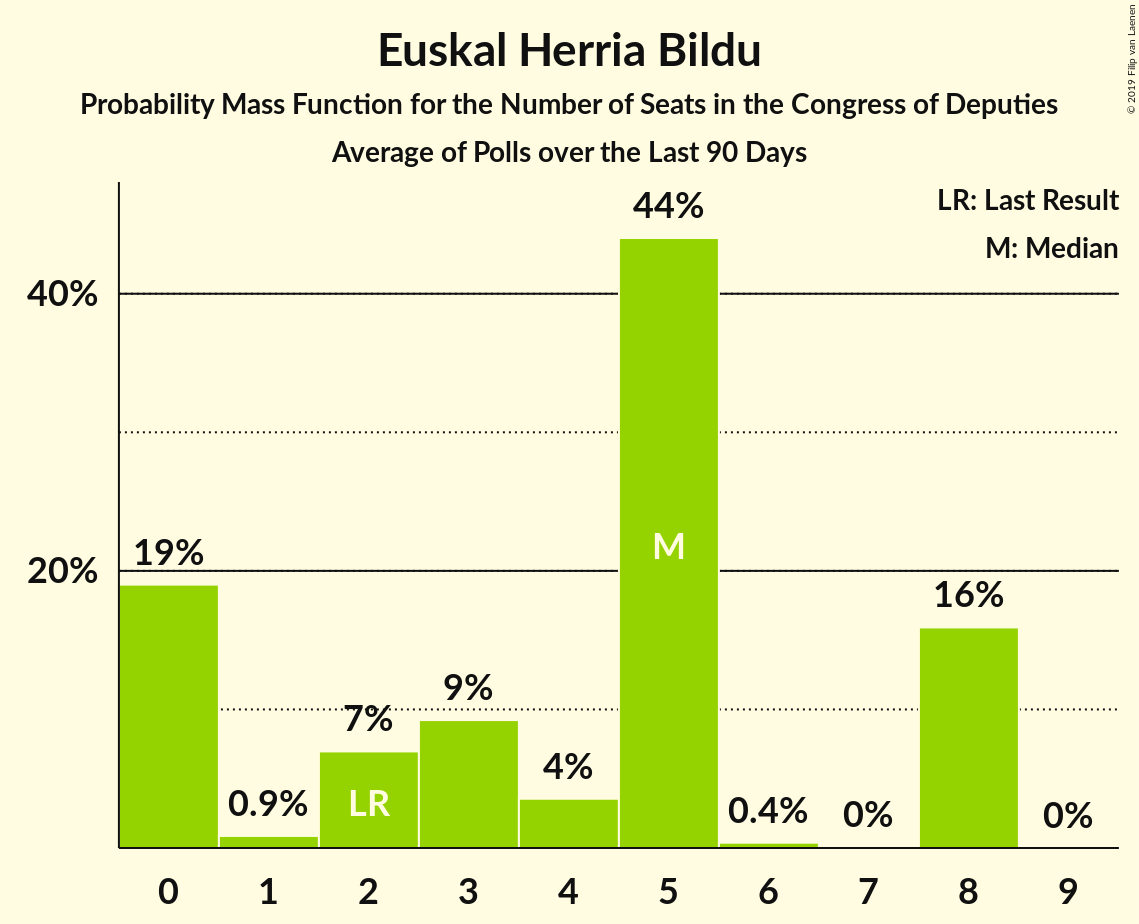 Euskal Herria Bildu
Probability Mass Function for the Number of Seats in the Congress of Deputies
Average of Polls over the Last 90 Days
© 2019 Filip van Laenen
LR: Last Result
M: Median
40%
20%
19%
0.9%
7%
9%
4%
44%
0.4%
0%
16%
0%
LR
M
0 1 2 3 4 5 6 7 8 9